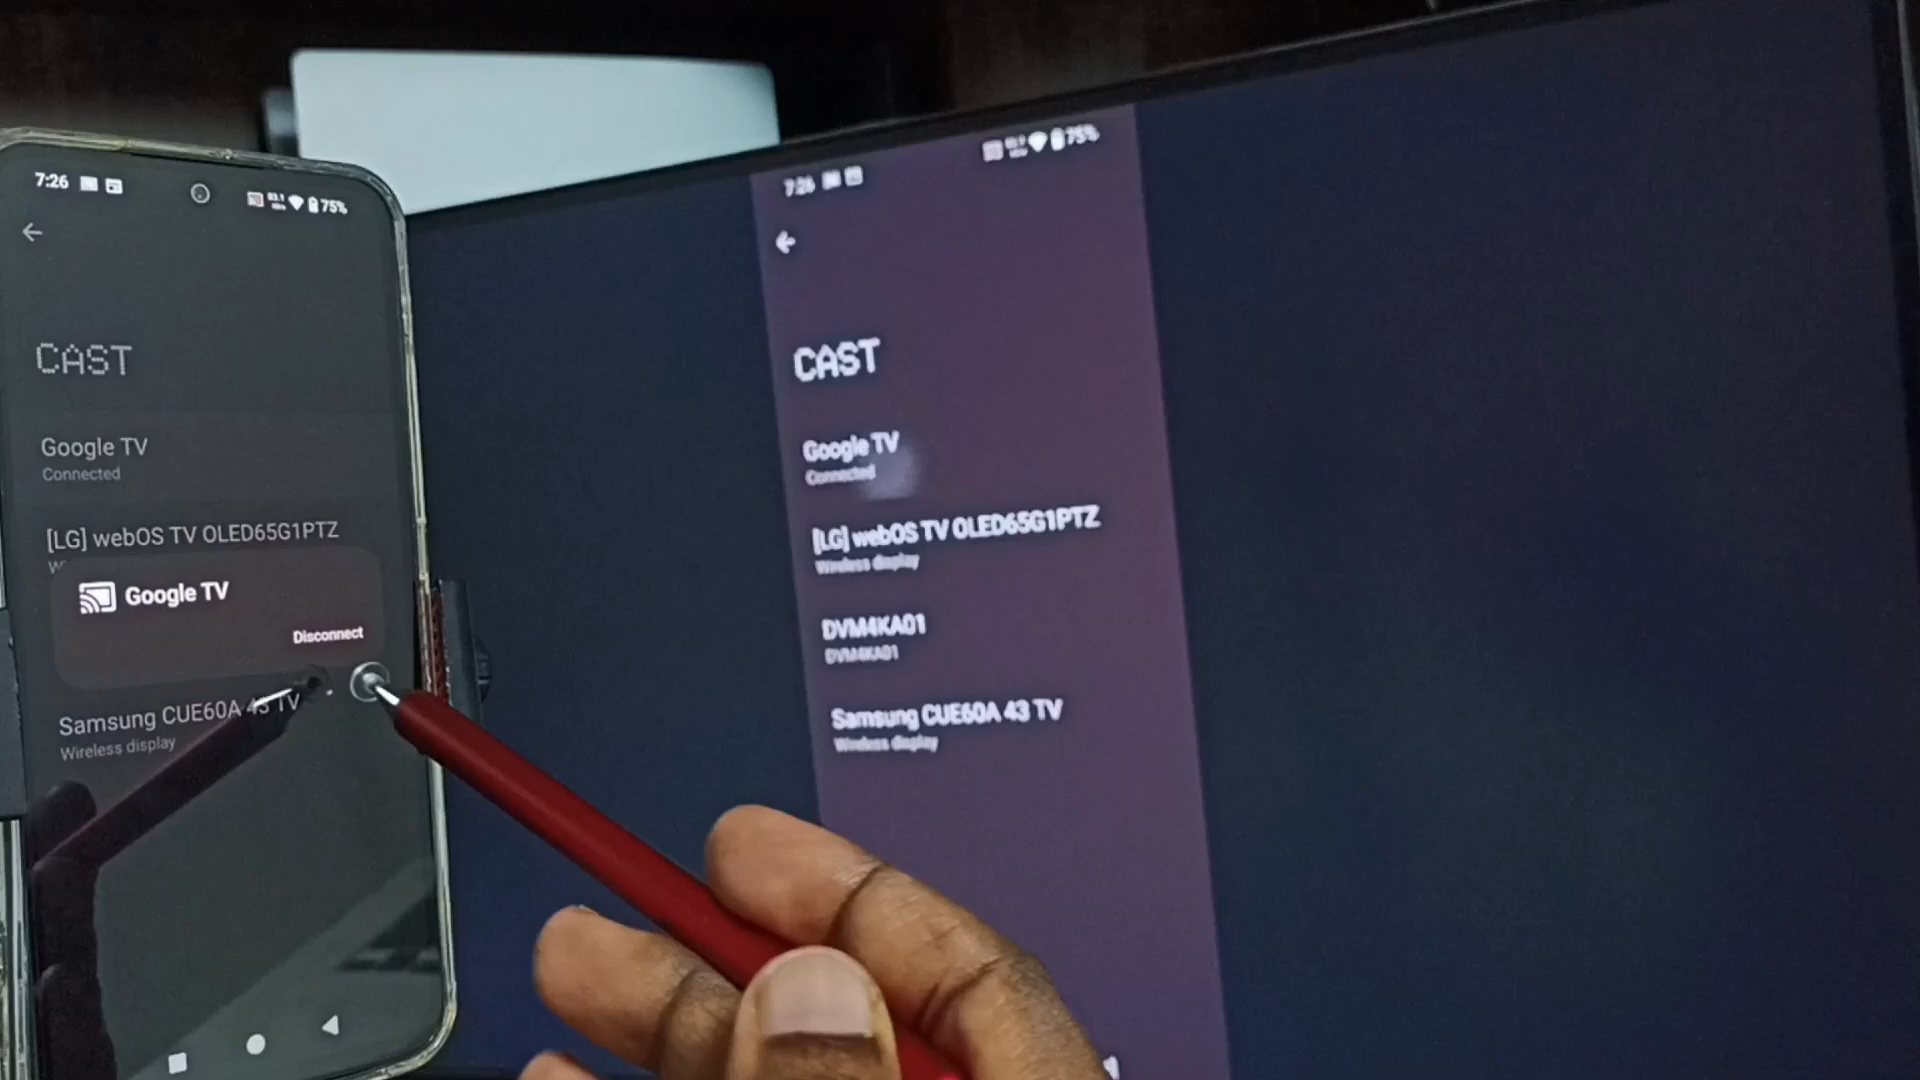 7:26
75%
CAST
Google TV
Connected
[LG] webOS TV OLED65G1PTZ
Google TV
Disconnect
Samsung CUE60A 43 TV
Wireless display
7:26
75%
CAST
Google TV
Connected
[LG] webOS TV OLED65G1PTZ
Wireless display
DVM4KA01
DVM4KA01
Samsung CUE60A 43 TV
Wireless display